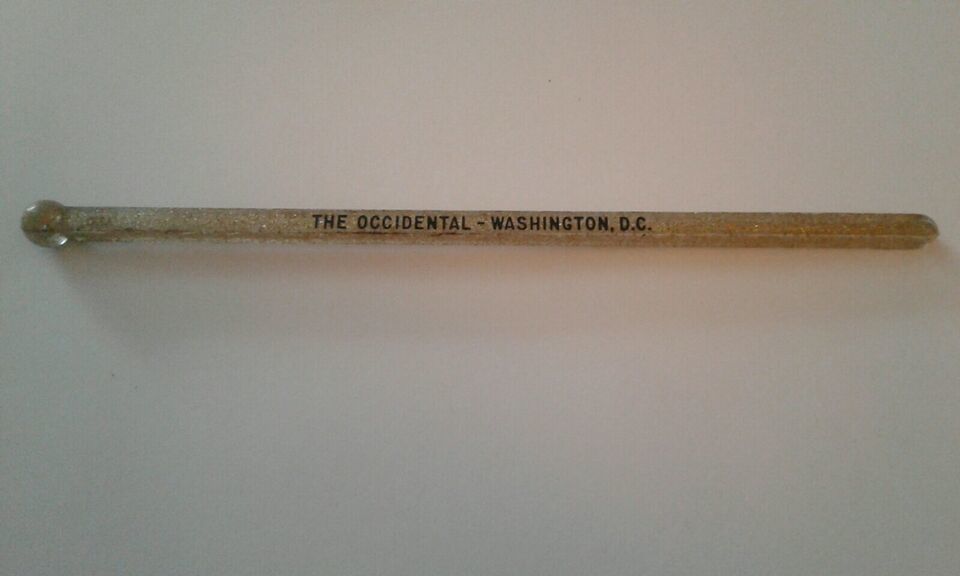 THE OCCIDENTAL - WASHINGTON, D.C.